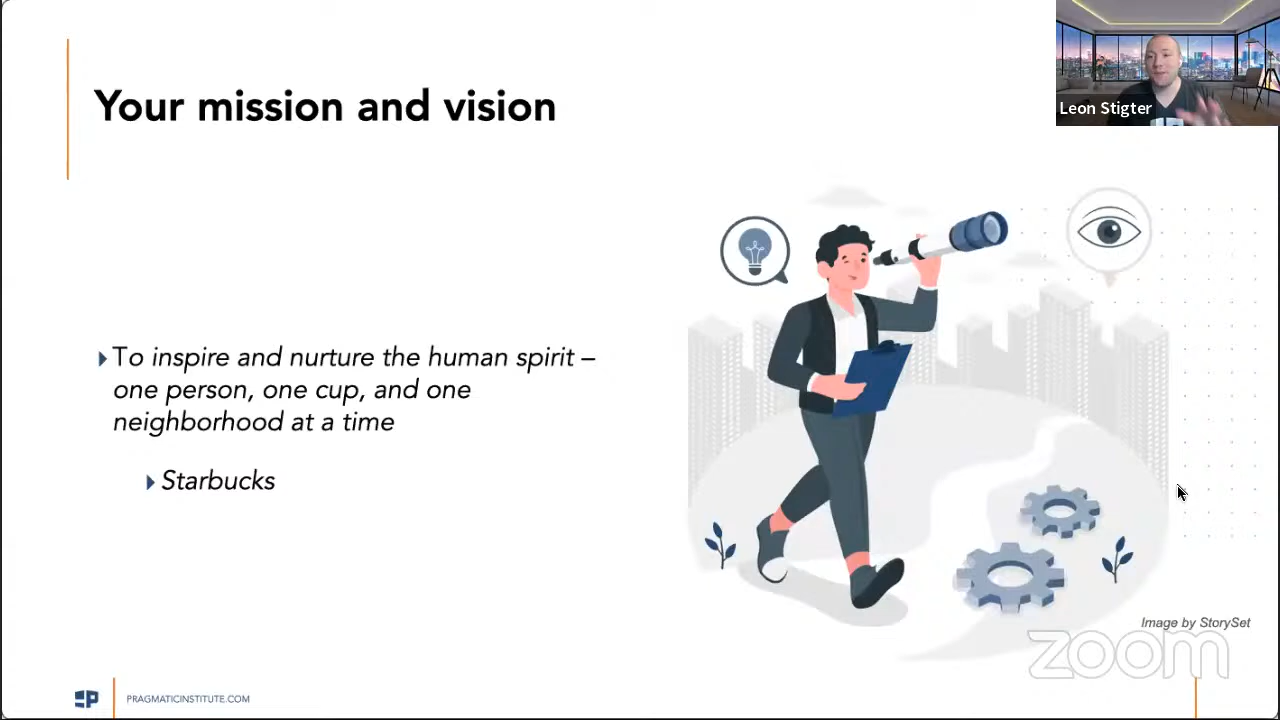 Your mission and vision
Leon Stigter
To inspire and nurture the human spirit –
one person, one cup, and one
neighborhood at a time
Starbucks
Image by StorySet
zoom
PRAGMATICINSTITUTE.COM